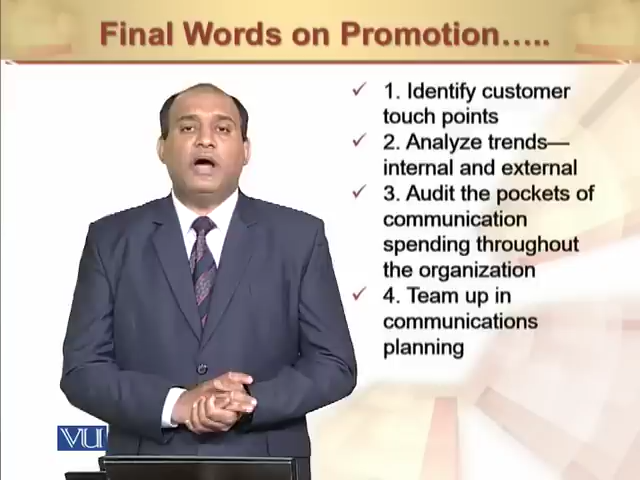 Final Words on Promotion.....
1. Identify customer
touch points
2. Analyze trends—
internal and external
3. Audit the pockets of
communication
spending throughout
the organization
4. Team up in
communications
planning
VU